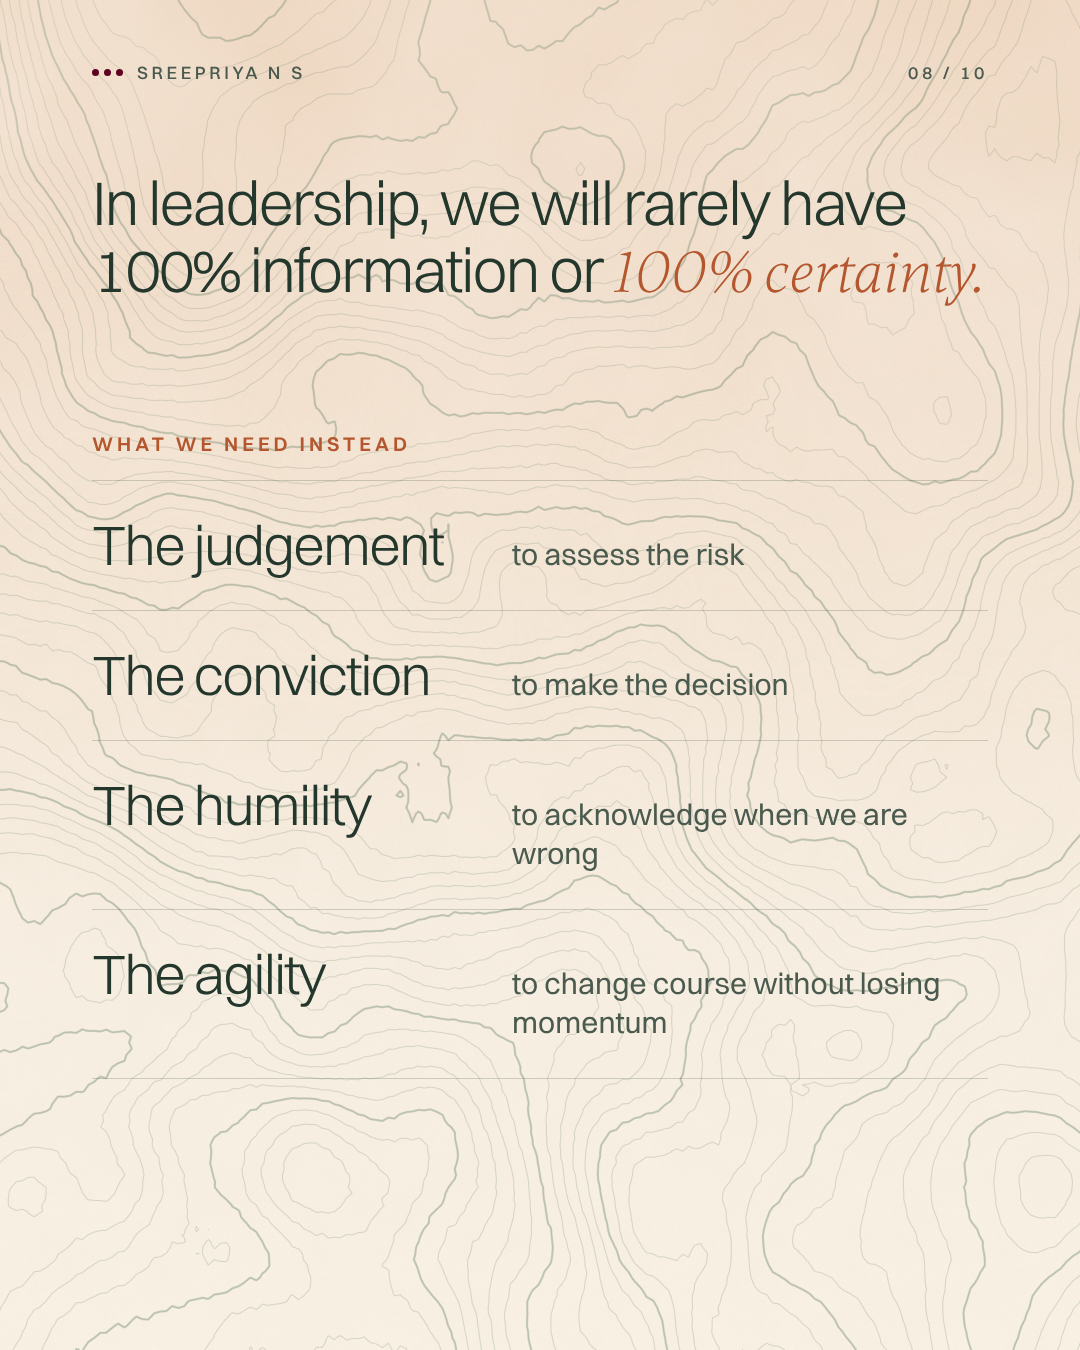 SREEPRIYA N S
08 / 10
In leadership, we will rarely have
100% information or 100% certainty.
WHAT WE NEED INSTEAD
The judgement to assess the risk
The conviction to make the decision
The humility to acknowledge when we are
wrong
The agility to change course without losing
momentum